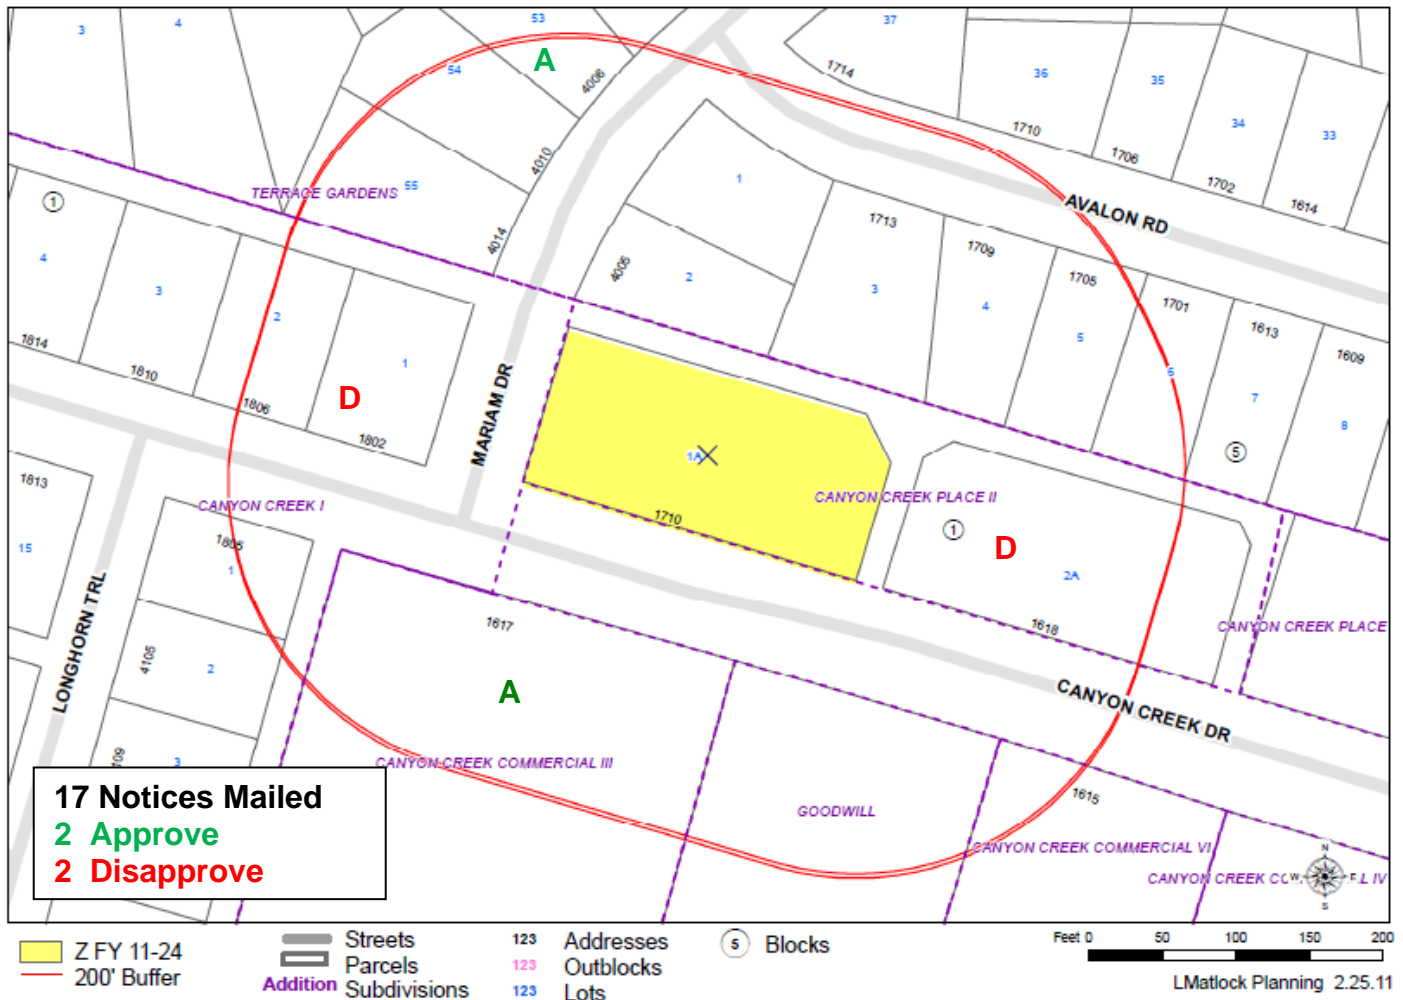 3
4
53
37
A
54
4006
1714
36
35
34
33
1710
1706
1702
1614
4010
TERRACE GARDENS
55
1
1
AVALON RD
4014
4005
2
1713
1709
1705
1701
1613
1609
4
3
2
1
3
4
5
6
7
8
1814
1810
1806
1802
D
MARIAM DR
1A
5
1813
CANYON CREEK I
CANYON CREEK PLACE II
1710
1
D
2A
15
1805
1
LONGHORN TRL
1617
1618
CANYON CREEK PLACE
4105
2
A
CANYON CREEK DR
109
3
CANYON CREEK COMMERCIAL III
GOODWILL
1615
CANYON CREEK COMMERCIAL VI
CANYON CREEK CO L IV
N
W E
S
17 Notices Mailed
2 Approve
2 Disapprove
Z FY 11-24
200' Buffer
Streets
Parcels
Addition Subdivisions
123 Addresses
123 Outblocks
123 Lots
5 Blocks
Feet 0 50 100 150 200
LMatlock Planning 2.25.11